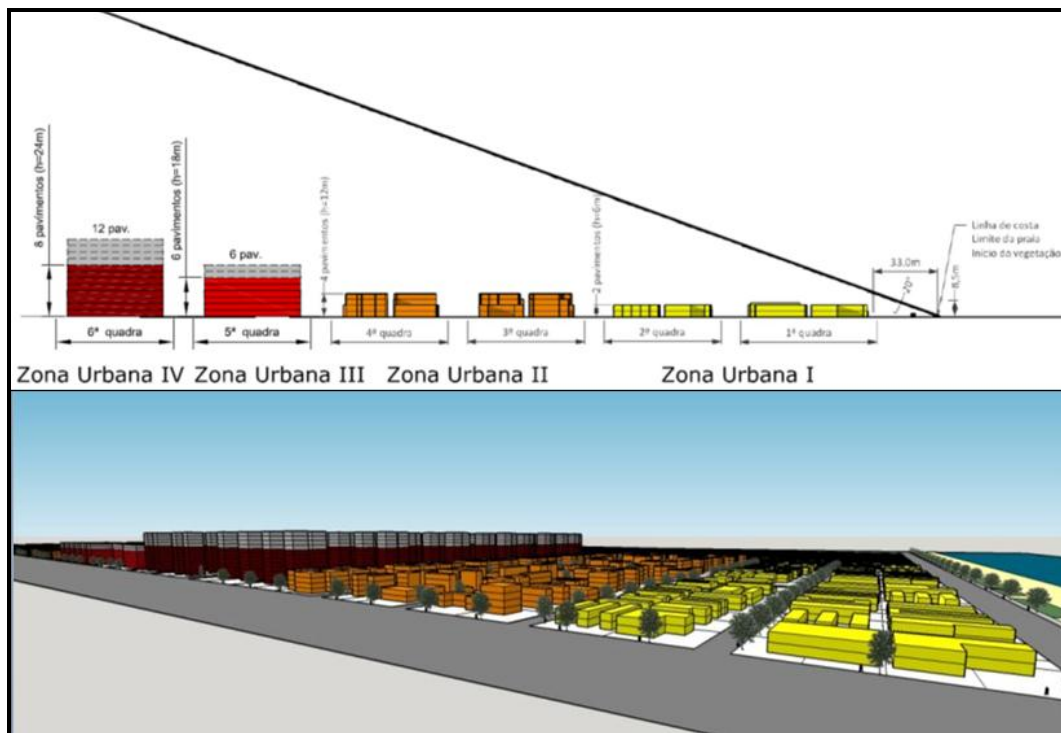 8 pavimentos (h=24m)
6 pavimentos (h=18m)
4 pavimentos (h=12m)
2 pavimentos (h=6m)
12 pav.
6 pav.
Linha de costa
Limite da praia
Início da vegetação
33.0m
20°
8,5m
6ª quadra
5ª quadra
4ª quadra
3ª quadra
2ª quadra
1ª quadra
Zona Urbana IV
Zona Urbana III
Zona Urbana II
Zona Urbana I